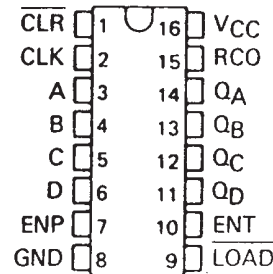 CLR 1 16 VCC
CLK 2 15 RCO
A 3 14 QA
B 4 13 QB
C 5 12 QC
D 6 11 QD
ENP 7 10 ENT
GND 8 9 LOAD